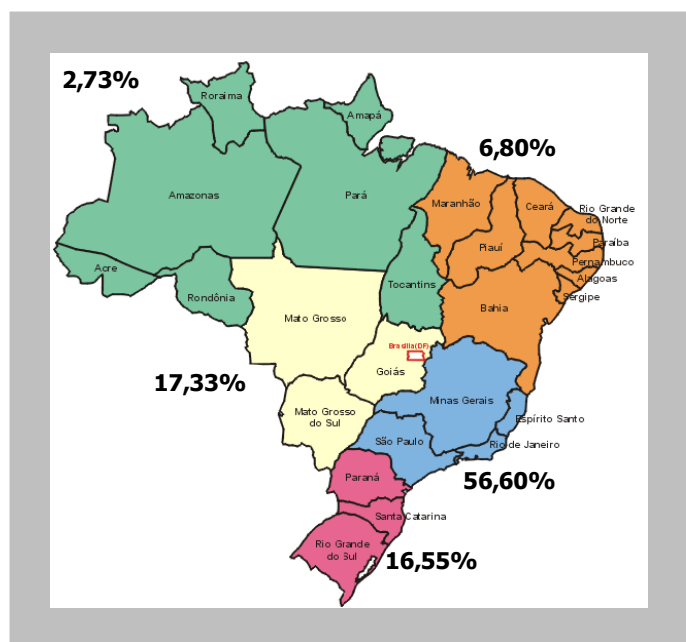 2,73%
Roraima
Amapá
6,80%
Amazonas
Pará
Maranhão
Ceará
Rio Grande
do Norte
Piauí
Paraíba
Pernambuco
Acre
Rondônia
Tocantins
Alagoas
Sergipe
Bahia
Mato Grosso
Brasília(DF)
Goiás
17,33%
Minas Gerais
Mato Grosso
do Sul
Espírito Santo
São Paulo
Rio de Janeiro
Paraná
56,60%
Santa Catarina
Rio Grande
do Sul
16,55%